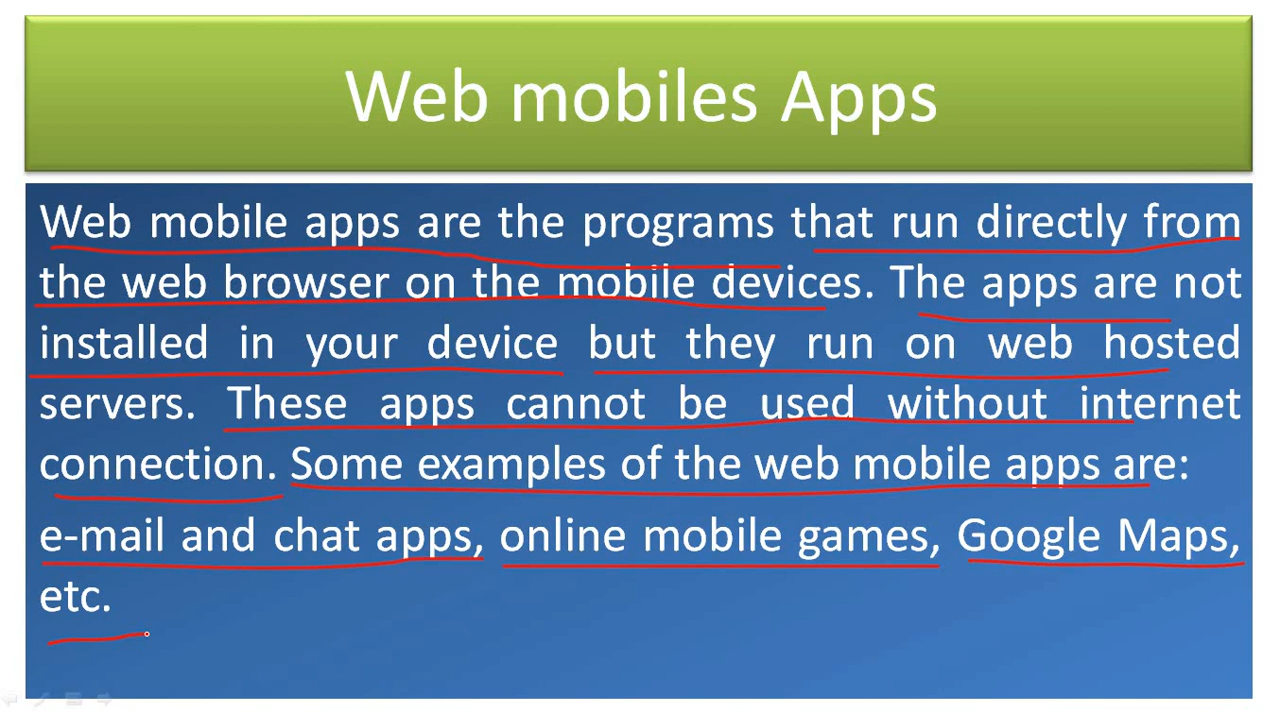 Web mobiles Apps
Web mobile apps are the programs that run directly from
the web browser on the mobile devices. The apps are not
installed in your device but they run on web hosted
servers. These apps cannot be used without internet
connection. Some examples of the web mobile apps are:
e-mail and chat apps, online mobile games, Google Maps,
etc.